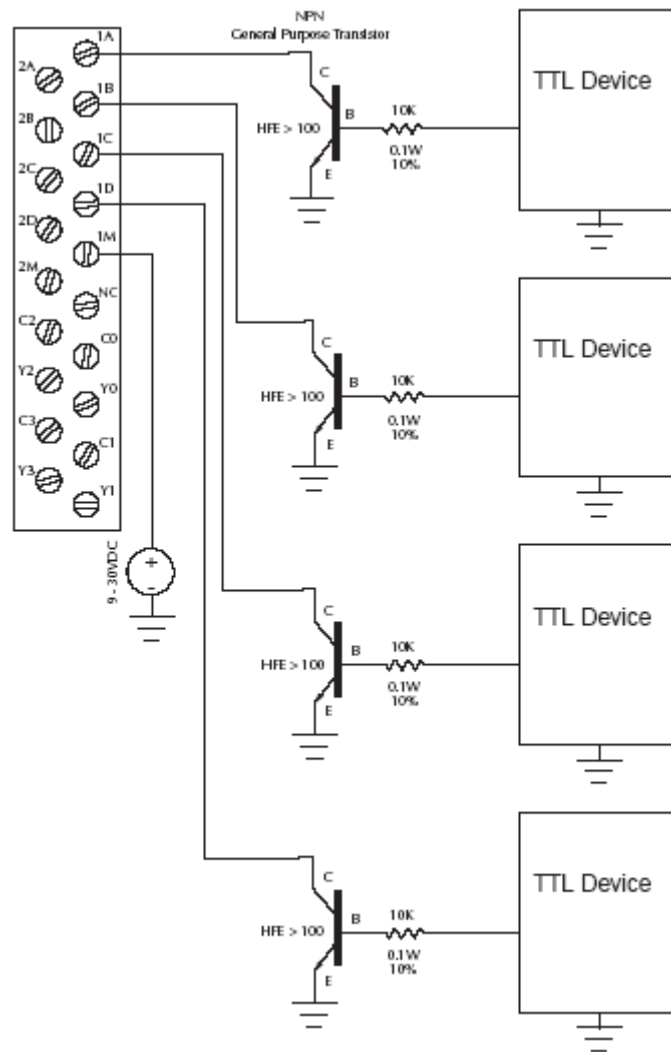 NPN
General Purpose Transistor
1A
2A
1B
2B
1C
2C
1D
2D
1M
2M
NC
C2
C0
Y2
Y0
C3
C1
Y3
Y1
9 - 30VDC
+
-
C
HFE > 100
B
E
10K
0.1W
10%
TTL Device
C
HFE > 100
B
E
10K
0.1W
10%
TTL Device
C
HFE > 100
B
E
10K
0.1W
10%
TTL Device
C
HFE > 100
B
E
10K
0.1W
10%
TTL Device